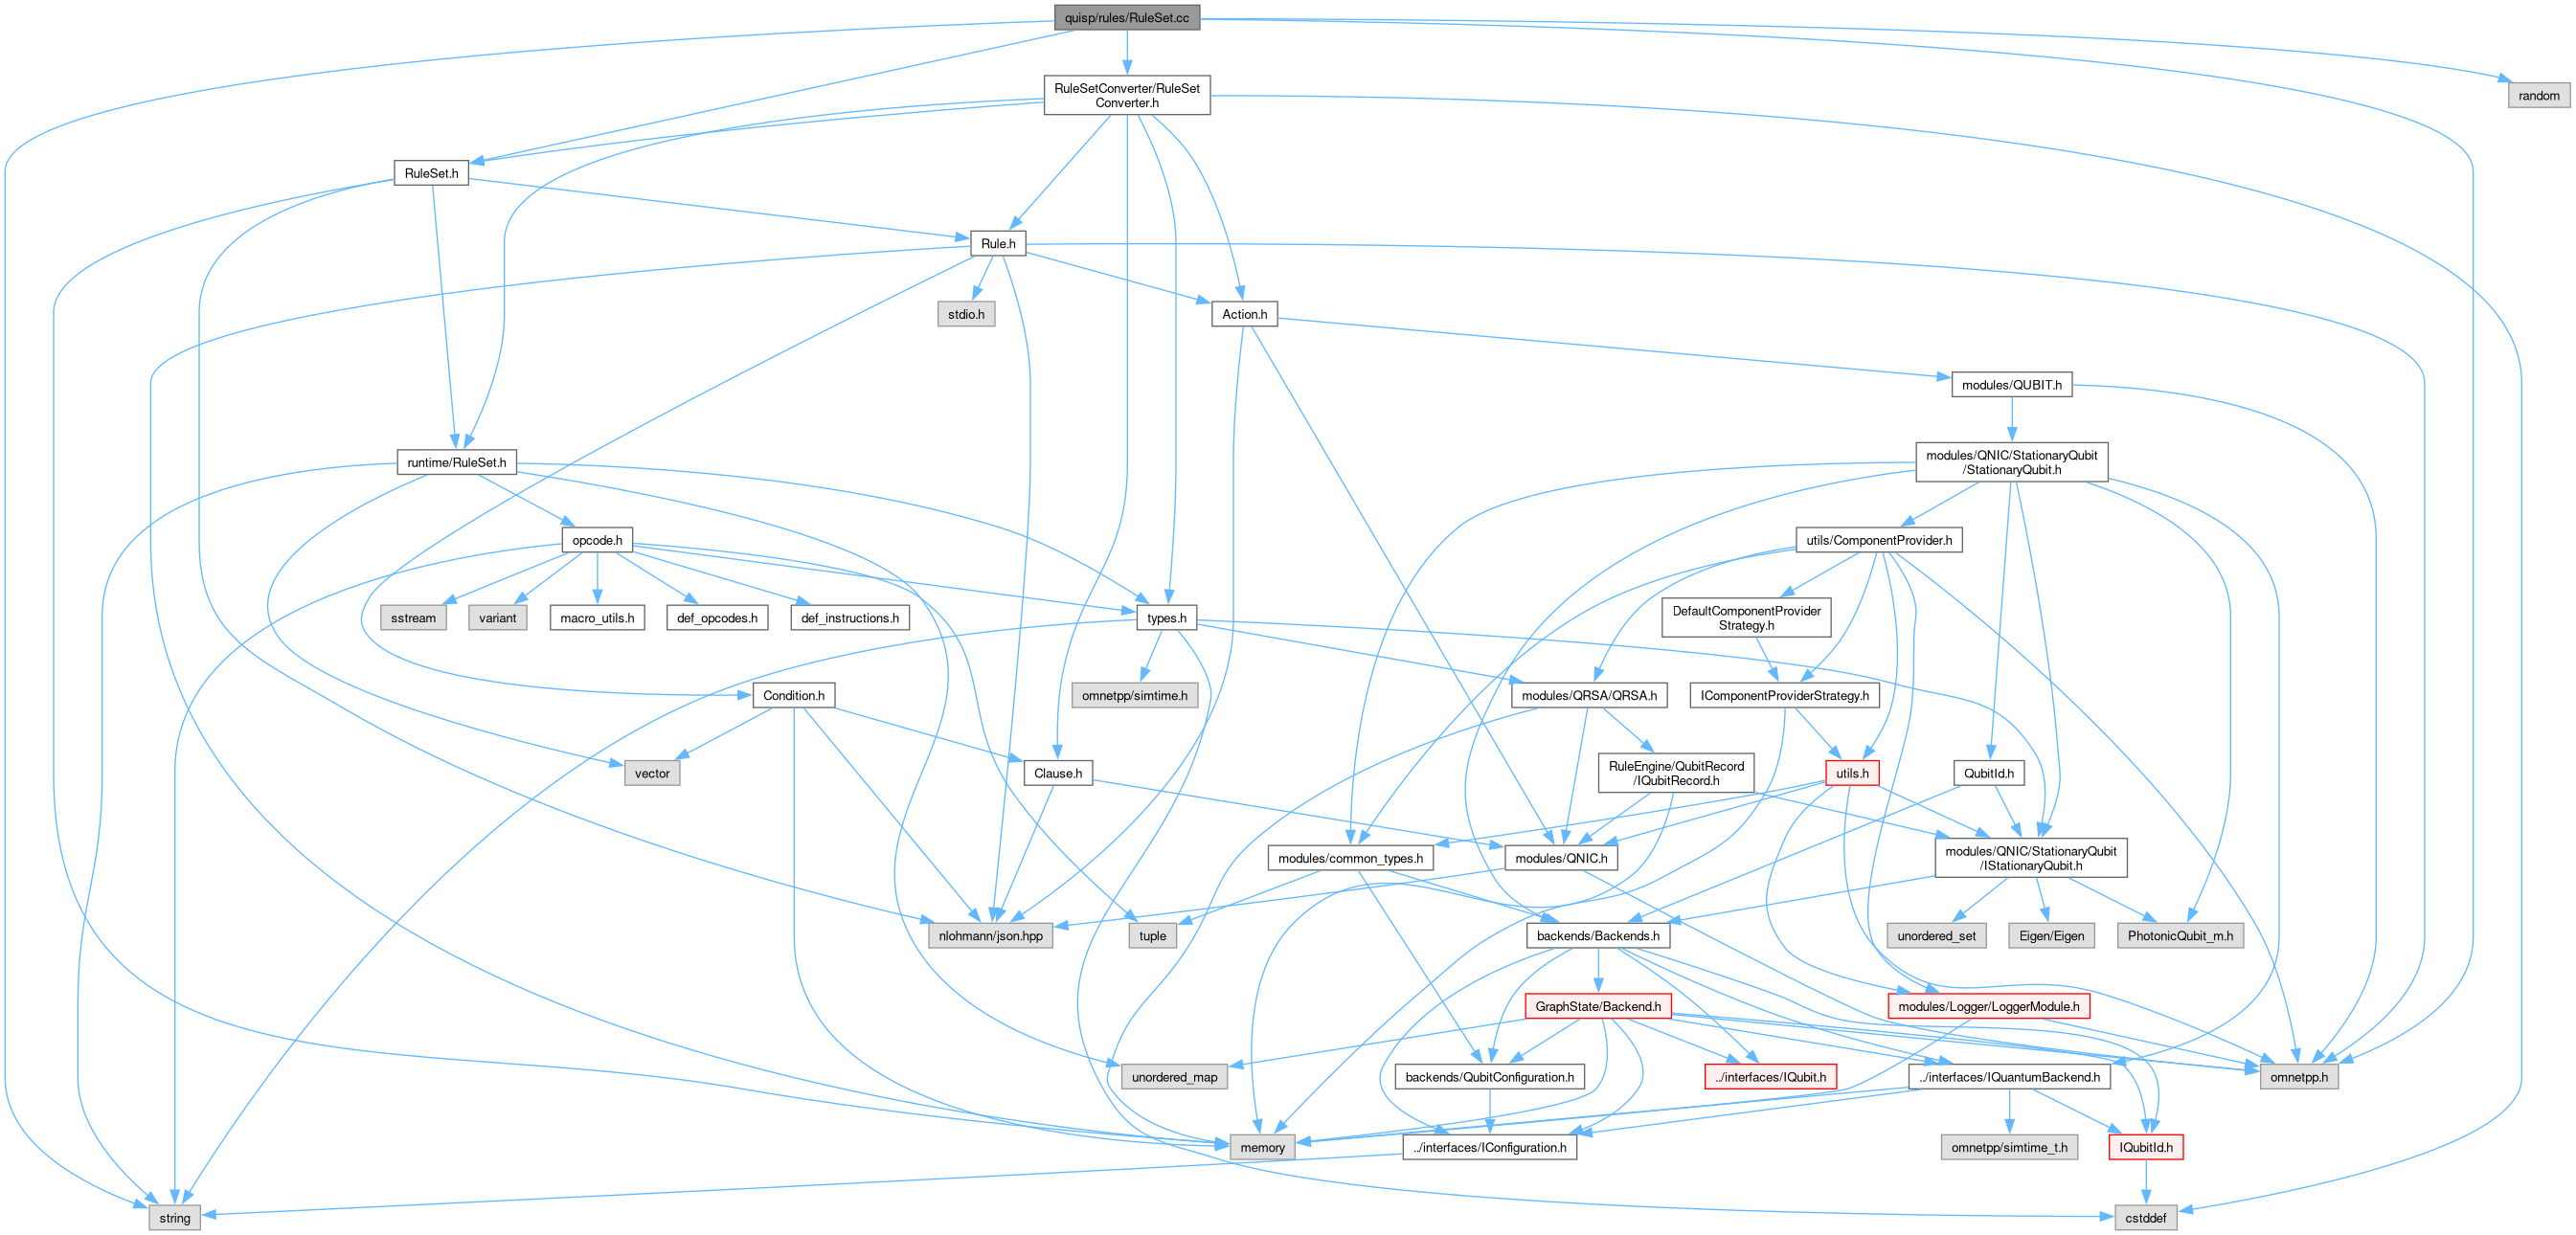 quisp/rules/RuleSet.cc
RuleSetConverter/RuleSet
Converter.h
random
RuleSet.h
Rule.h
stdio.h
Action.h
modules/QUBIT.h
runtime/RuleSet.h
modules/QNIC/StationaryQubit
/StationaryQubit.h
opcode.h
utils/ComponentProvider.h
sstream
variant
macro_utils.h
def_opcodes.h
def_instructions.h
types.h
DefaultComponentProvider
Strategy.h
Condition.h
omnetpp/simtime.h
modules/QRSA/QRSA.h
IComponentProviderStrategy.h
vector
Clause.h
RuleEngine/QubitRecord
/IQubitRecord.h
utils.h
QubitId.h
modules/common_types.h
modules/QNIC.h
modules/QNIC/StationaryQubit
/IStationaryQubit.h
nlohmann/json.hpp
tuple
backends/Backends.h
unordered_set
Eigen/Eigen
PhotonicQubit_m.h
GraphState/Backend.h
modules/Logger/LoggerModule.h
unordered_map
backends/QubitConfiguration.h
../interfaces/IQubit.h
../interfaces/IQuantumBackend.h
omnetpp.h
memory
../interfaces/IConfiguration.h
omnetpp/simtime_t.h
IQubitId.h
string
cstddef